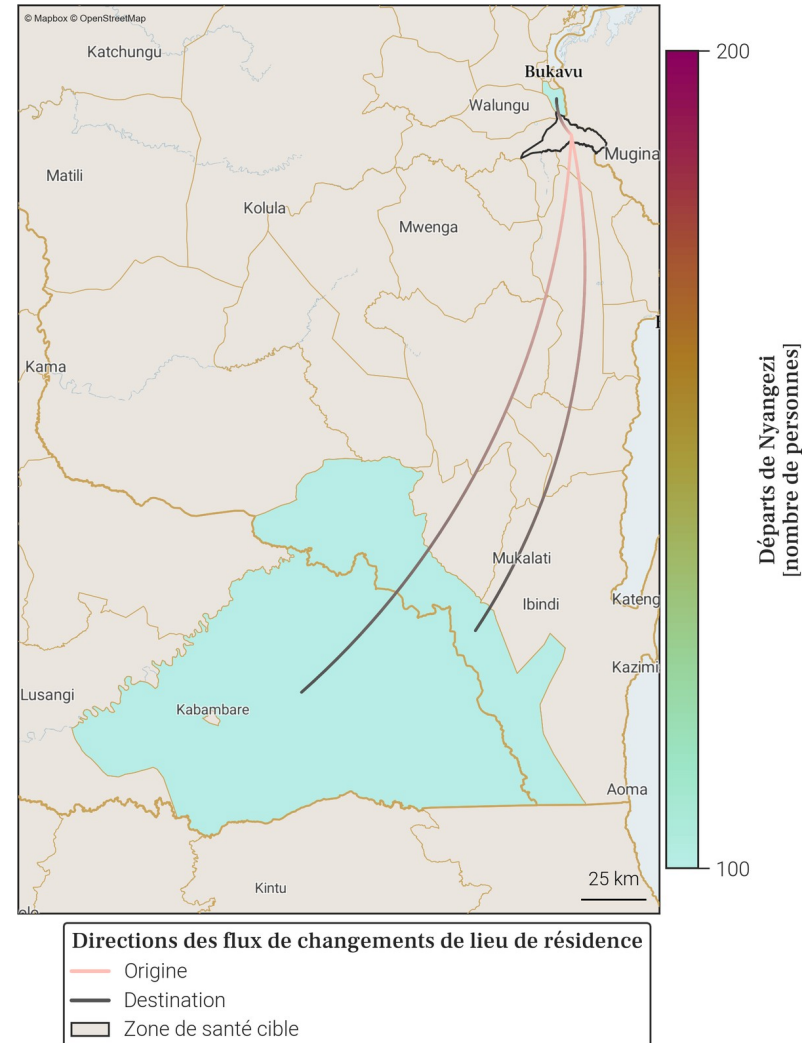 © Mapbox © OpenStreetMap
Katchungu
Bukavu
Walungu
Mugina
Matili
Kolula
Mwenga
Kama
Mukalati
Ibindi
Kateng
Kazimi
Lusangi
Kabambare
Aoma
Kintu
25 km
200
100
Départs de Nyangezi
[nombre de personnes]
Directions des flux de changements de lieu de résidence
Origine
Destination
Zone de santé cible